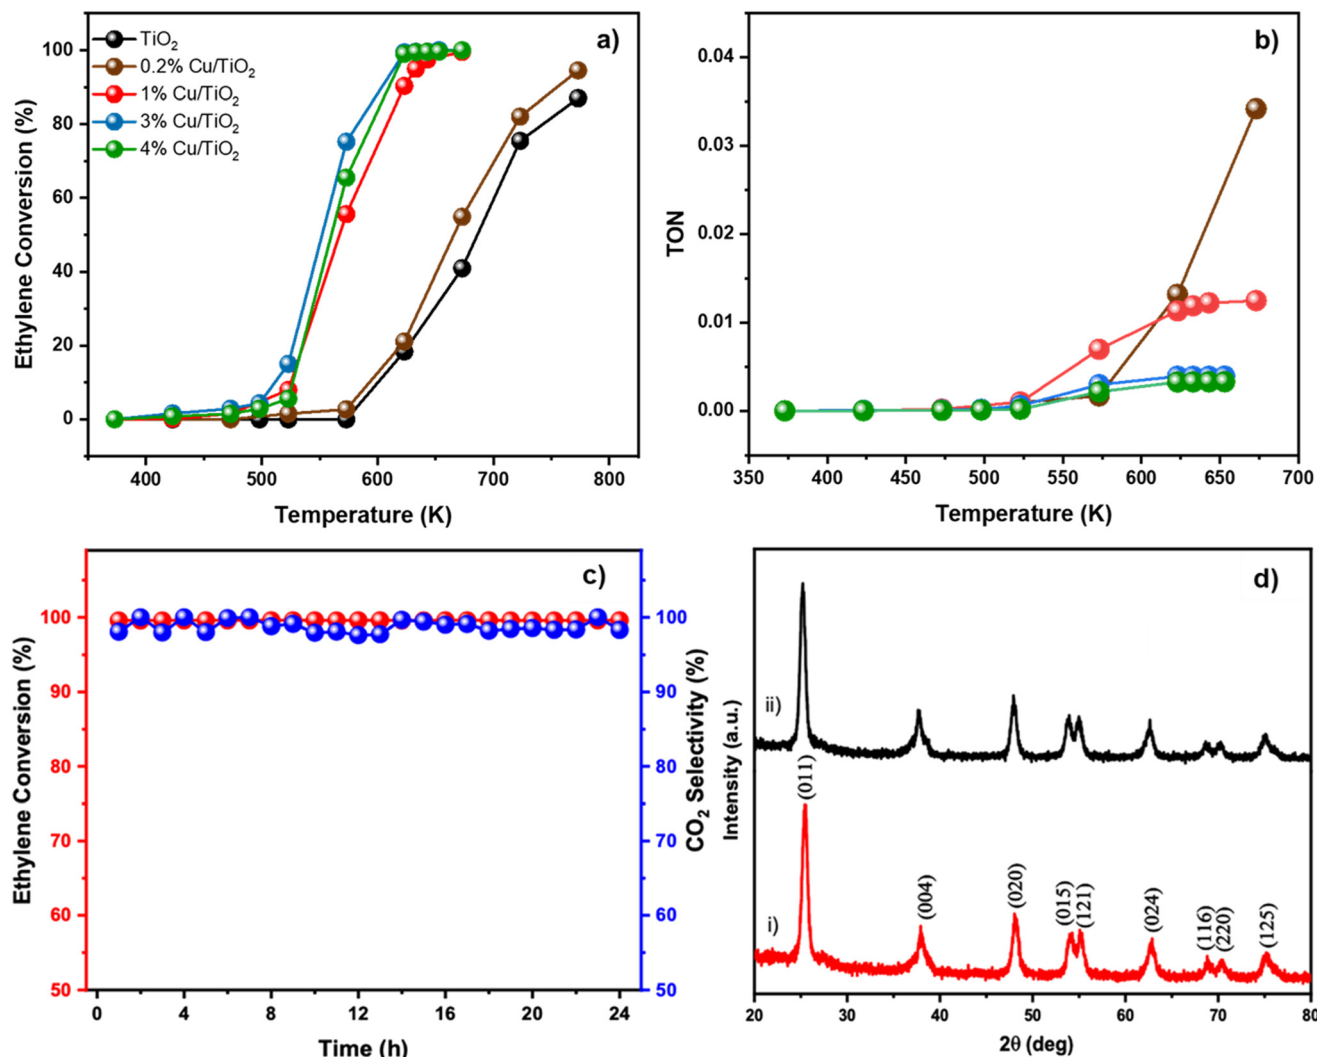 a)
TiO2
0.2% Cu/TiO2
1% Cu/TiO2
3% Cu/TiO2
4% Cu/TiO2
Ethylene Conversion (%)
100
80
60
40
20
0
400 500 600 700 800
Temperature (K)
b)
TON
0.04
0.03
0.02
0.01
0.00
350 400 450 500 550 600 650 700
Temperature (K)
c)
Ethylene Conversion (%)
100
90
80
70
60
50
0 4 8 12 16 20 24
Time (h)
CO2 Selectivity (%)
100
90
80
70
60
50
d)
Intensity (a.u.)
ii)
i)
(011)
(004)
(020)
(015)
(121)
(024)
(116)
(220)
(125)
20 30 40 50 60 70 80
2θ (deg)